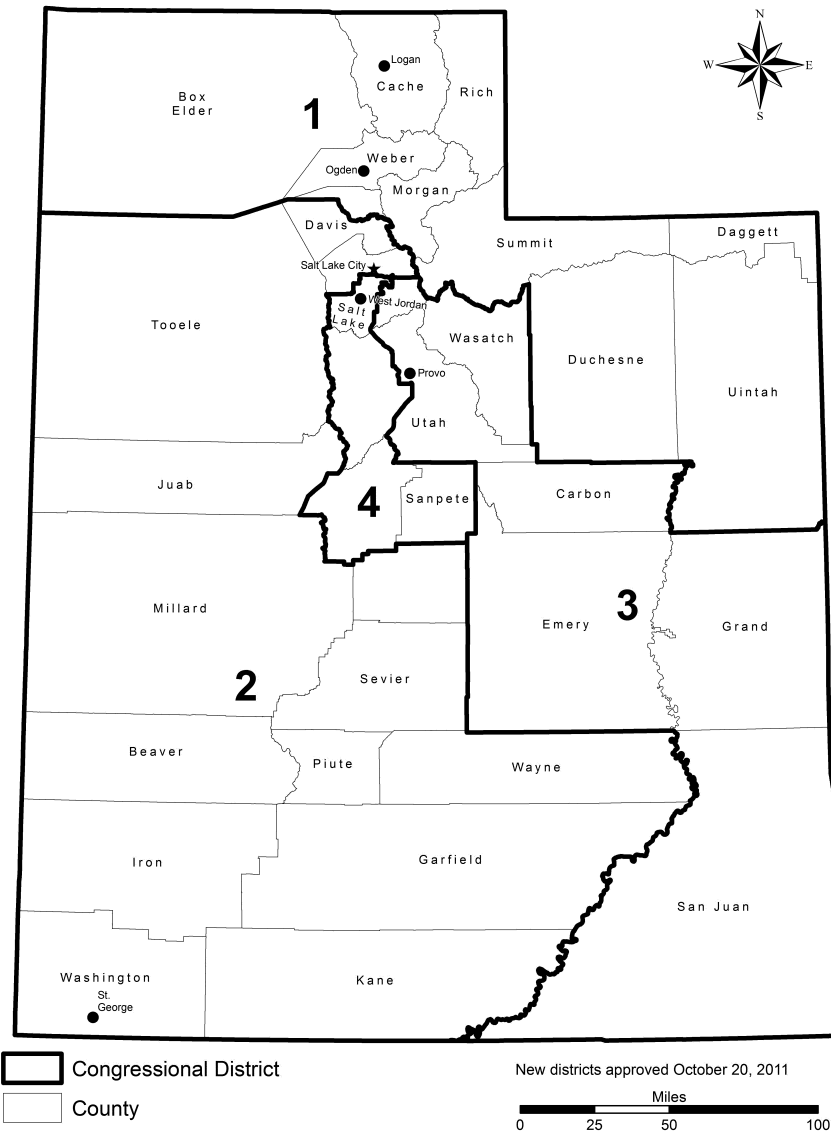 N
W
E
S
Logan
Cache
Rich
Box
Elder
1
Weber
Ogden
Morgan
Davis
Summit
Daggett
Salt Lake City
West Jordan
Salt
Lake
Tooele
Wasatch
Duchesne
Uintah
Provo
Utah
Juab
4
Sanpete
Carbon
Millard
Emery
3
Grand
2
Sevier
Beaver
Piute
Wayne
Iron
Garfield
San Juan
Washington
St.
George
Kane
Congressional District
County
New districts approved October 20, 2011
Miles
0 25 50 100